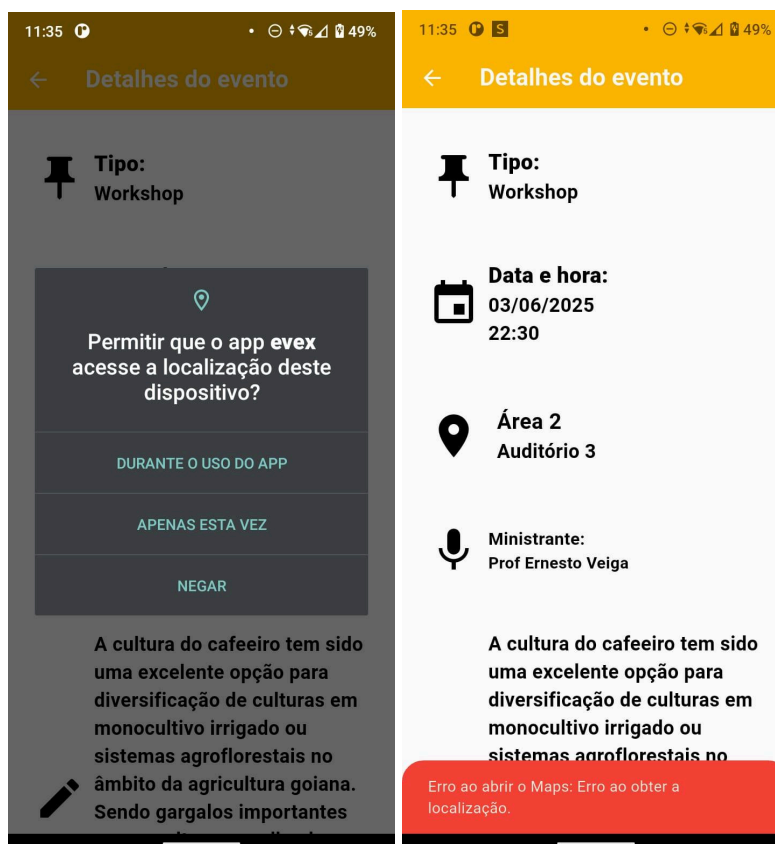 11:35
49%
Detalhes do evento
Tipo:
Workshop
Permitir que o app evex
acesse a localização deste
dispositivo?
DURANTE O USO DO APP
APENAS ESTA VEZ
NEGAR
A cultura do cafeeiro tem sido
uma excelente opção para
diversificação de culturas em
monocultivo irrigado ou
sistemas agroflorestais no
âmbito da agricultura goiana.
Sendo gargalos importantes
11:35 S
49%
Detalhes do evento
Tipo:
Workshop
Data e hora:
03/06/2025
22:30
Área 2
Auditório 3
Ministrante:
Prof Ernesto Veiga
A cultura do cafeeiro tem sido
uma excelente opção para
diversificação de culturas em
monocultivo irrigado ou
sistemas agroflorestais no
Erro ao abrir o Maps: Erro ao obter a
localização.